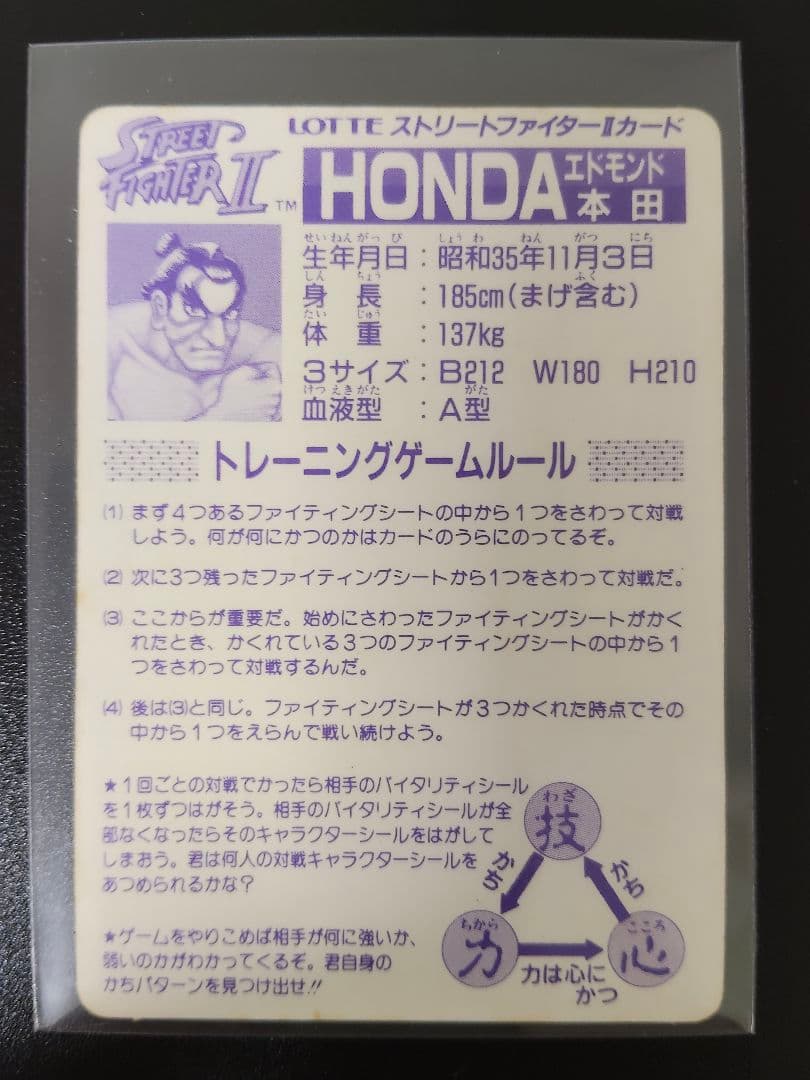 STREET FIGHTER II TM
LOTTE ストリートファイターⅡカード
HONDA エドモンド本田
生年月日：昭和35年11月3日
身長：185cm(まげ含む)
体重：137kg
3サイズ：B212 W180 H210
血液型：A型
トレーニングゲームルール
(1) まず4つあるファイティングシートの中から1つをさわって対戦
しよう。何が何にかつのかはカードのうらにのってるぞ。
(2) 次に3つ残ったファイティングシートから1つをさわって対戦だ。
(3) ここからが重要だ。始めにさわったファイティングシートがかく
れたとき、かくれている3つのファイティングシートの中から1
つをさわって対戦するんだ。
(4) 後は(3)と同じ。ファイティングシートが3つかくれた時点でその
中から1つをえらんで戦い続けよう。
★1回ごとの対戦でかったら相手のバイタリティシール
を1枚ずつはがそう。相手のバイタリティシールが全
部なくなったらそのキャラクターシールをはがして
しまおう。君は何人の対戦キャラクターシールを
あつめられるかな？
★ゲームをやりこめば相手が何に強いか、
弱いのかがわかってくるぞ。君自身の
かちパターンを見つけ出せ!!
わざ
技
かち
かち
ちから
力
こころ
心
力は心に
かつ